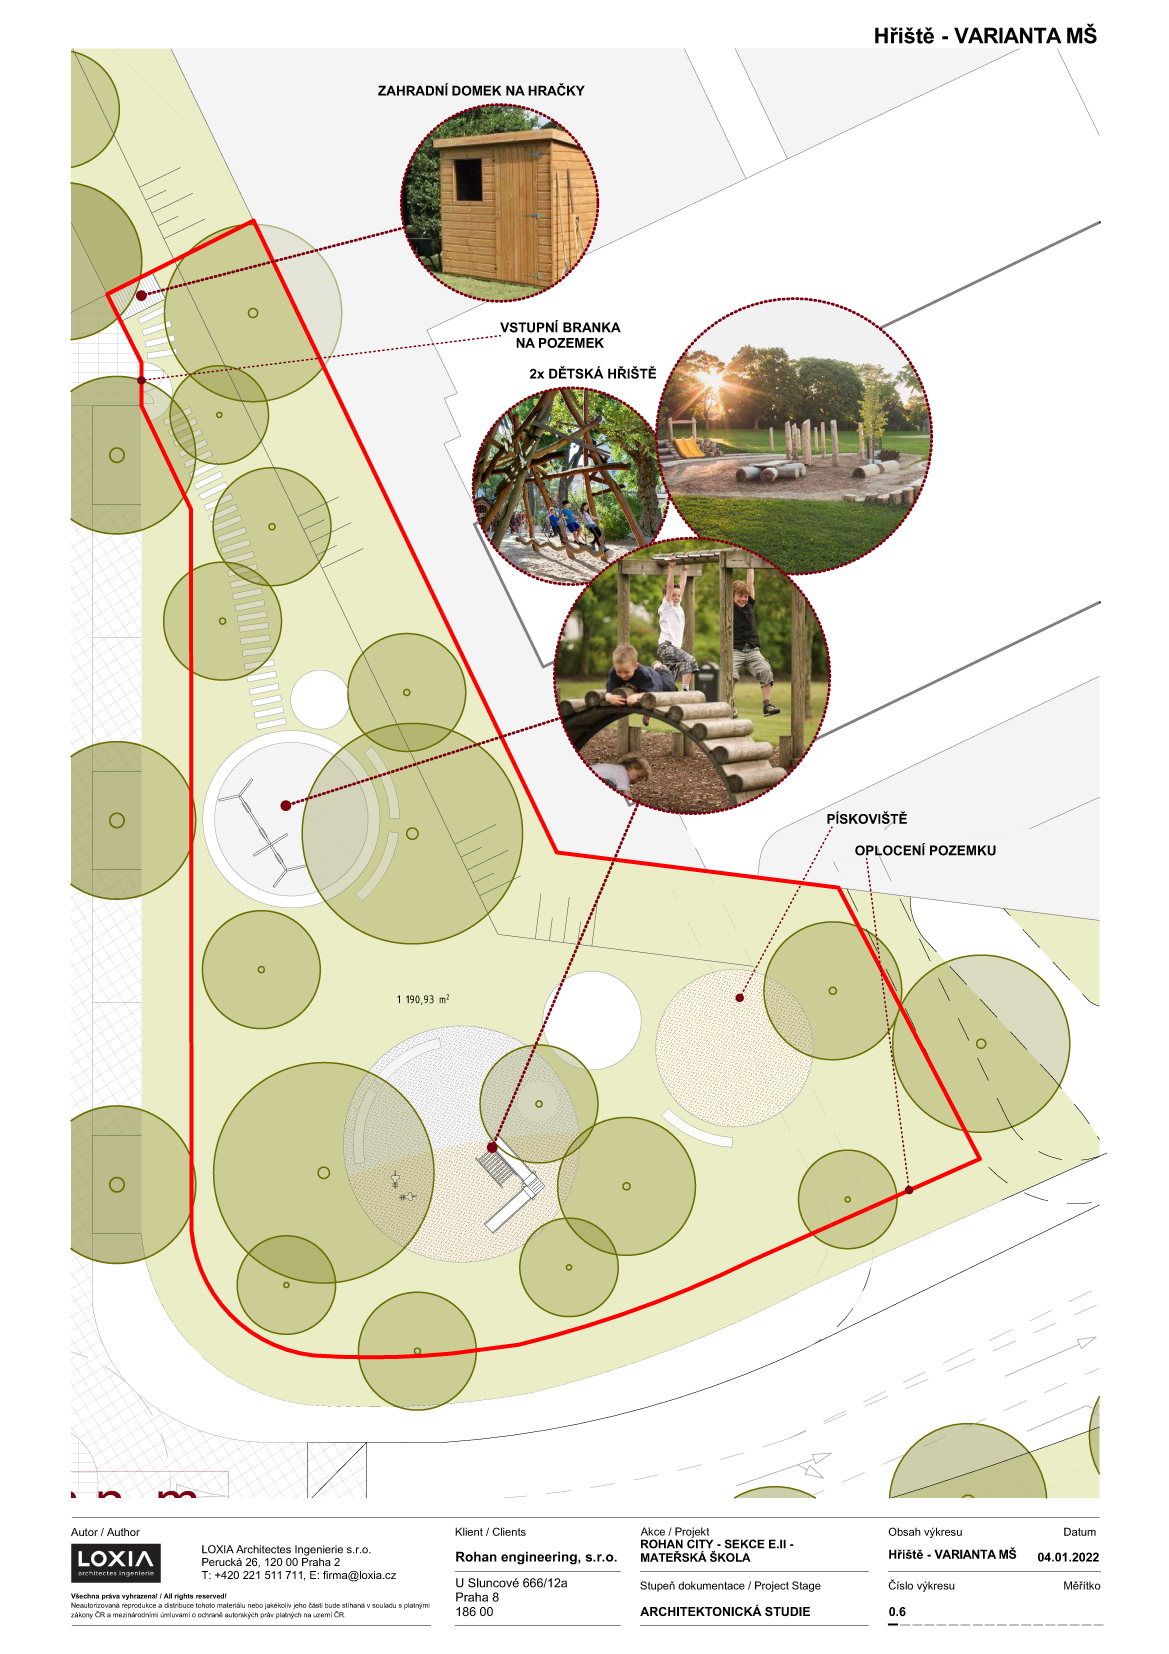 Hřiště - VARIANTA MŠ
ZAHRADNÍ DOMEK NA HRAČKY
VSTUPNÍ BRANKA
NA POZEMEK
2x DĚTSKÁ HŘIŠTĚ
PÍSKOVIŠTĚ
OPLOCENÍ POZEMKU
1 190,93 m²
Autor / Author
LOXIA
architectes ingenierie
LOXIA Architectes Ingenierie s.r.o.
Perucká 26, 120 00 Praha 2
T: +420 221 511 711, E: firma@loxia.cz
Všechna práva vyhrazena! / All rights reserved!
Neautorizovaná reprodukce a distribuce tohoto materiálu nebo jakékoliv jeho části bude stíhaná v souladu s platnými
zákony ČR a mezinárodními úmluvami o ochraně autorských práv platných na uzemí ČR.
Klient / Clients
Rohan engineering, s.r.o.
U Sluncové 666/12a
Praha 8
186 00
Akce / Projekt
ROHAN CITY - SEKCE E.II -
MATEŘSKÁ ŠKOLA
Stupeň dokumentace / Project Stage
ARCHITEKTONICKÁ STUDIE
Obsah výkresu Datum
Hřiště - VARIANTA MŠ 04.01.2022
Číslo výkresu Měřítko
0.6